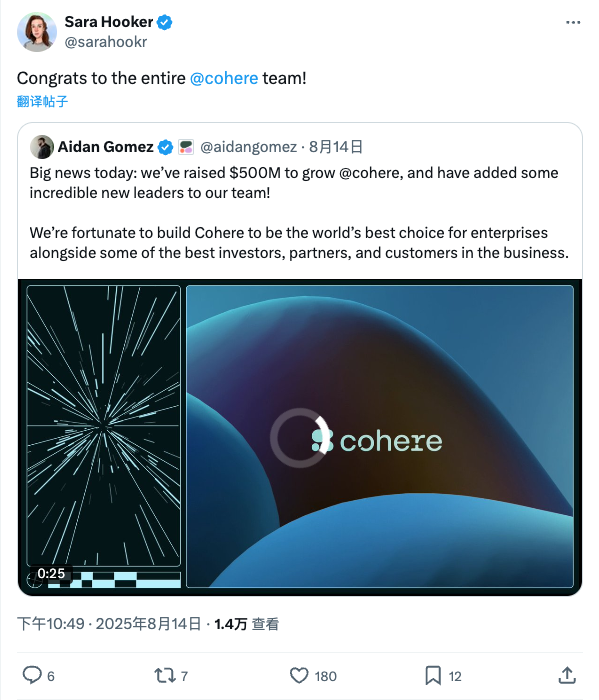 Sara Hooker
@sarahookr
Congrats to the entire @cohere team!
翻译帖子
Aidan Gomez @aidangomez · 8月14日
Big news today: we’ve raised $500M to grow @cohere, and have added some
incredible new leaders to our team!
We’re fortunate to build Cohere to be the world’s best choice for enterprises
alongside some of the best investors, partners, and customers in the business.
cohere
0:25
下午10:49 · 2025年8月14日 · 1.4万 查看
6 7 180 12